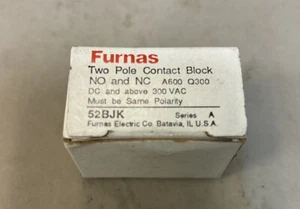 Furnas
Two Pole Contact Block
NO and NC A600 Q300
DC and above 300 VAC
Must be Same Polarity
52BJK Series A
Furnas Electric Co. Batavia, IL U.S.A.